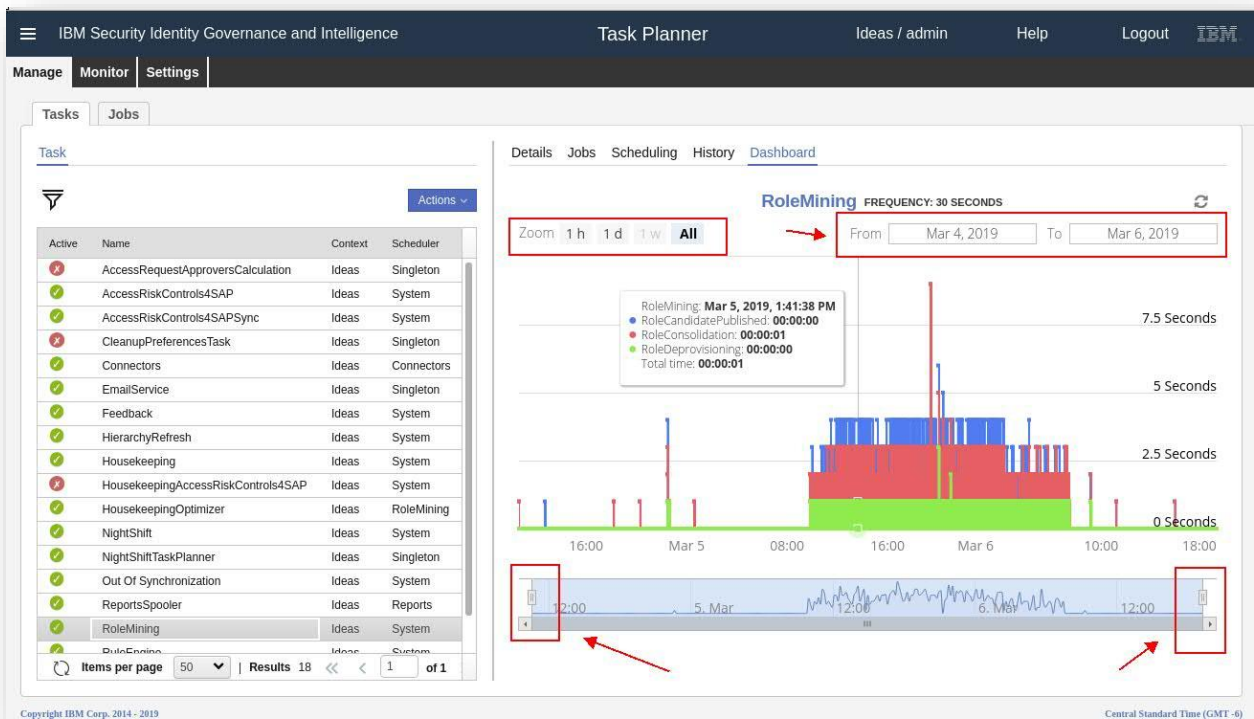 IBM Security Identity Governance and Intelligence Task Planner Ideas / admin Help Logout IBM
Manage Monitor Settings
Tasks Jobs
Task
Actions
Active Name Context Scheduler
AccessRequestApproversCalculation Ideas Singleton
AccessRiskControls4SAP Ideas System
AccessRiskControls4SAPSync Ideas System
CleanupPreferencesTask Ideas Singleton
Connectors Ideas Connectors
EmailService Ideas Singleton
Feedback Ideas System
HierarchyRefresh Ideas System
Housekeeping Ideas System
HousekeepingAccessRiskControls4SAP Ideas System
HousekeepingOptimizer Ideas RoleMining
NightShift Ideas System
NightShiftTaskPlanner Ideas Singleton
Out Of Synchronization Ideas System
ReportsSpooler Ideas Reports
RoleMining Ideas System
RuleEngine Ideas System
Items per page 50 | Results 18 1 of 1
Details Jobs Scheduling History Dashboard
RoleMining FREQUENCY: 30 SECONDS
Zoom 1 h 1 d 1 w All From Mar 4, 2019 To Mar 6, 2019
RoleMining: Mar 5, 2019, 1:41:38 PM
RoleCandidatePublished: 00:00:00
RoleConsolidation: 00:00:01
RoleDeprovisioning: 00:00:00
Total time: 00:00:01
7.5 Seconds
5 Seconds
2.5 Seconds
0 Seconds
16:00 Mar 5 08:00 16:00 Mar 6 10:00 18:00
12:00 5. Mar 12:00 6. Mar 12:00
Copyright IBM Corp. 2014 - 2019 Central Standard Time (GMT -6)